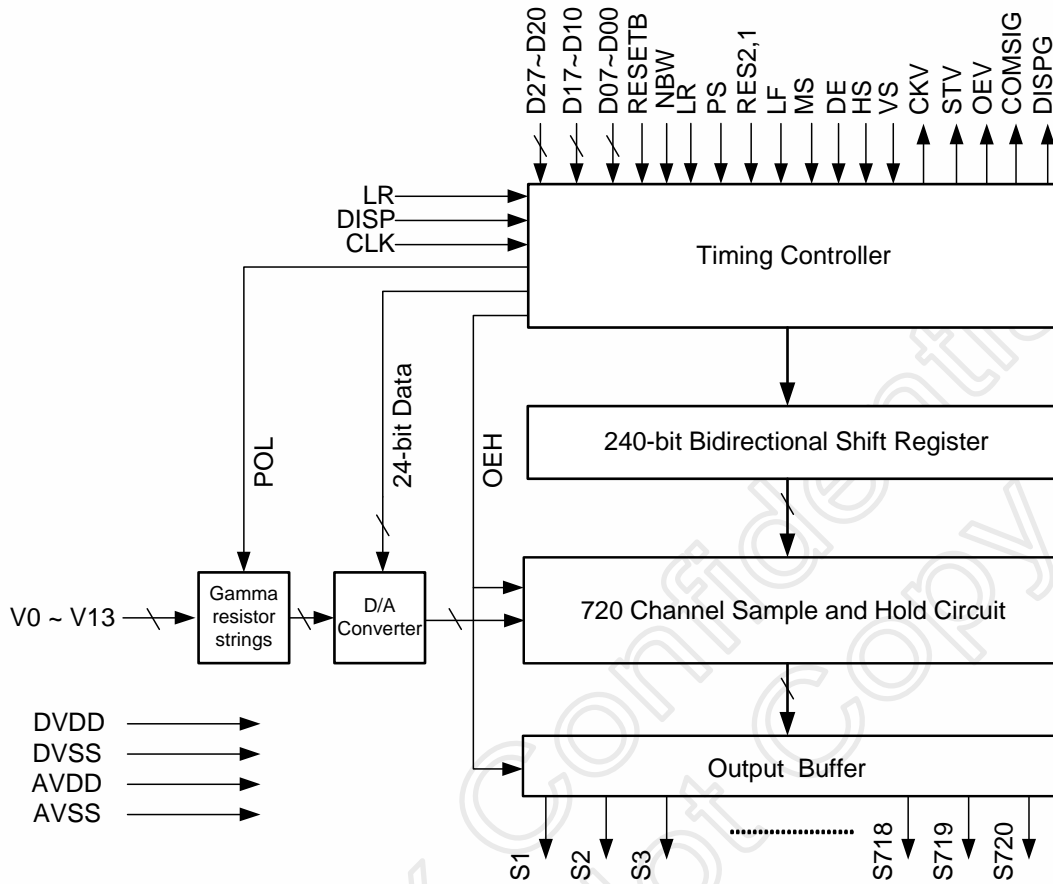 D27~D20
D17~D10
D07~D00
RESETB
NBW
LR
PS
RES2,1
LF
MS
DE
HS
VS
CKV
STV
OEV
COMSIG
DISPG
LR
DISP
CLK
Timing Controller
POL
24-bit Data
OEH
240-bit Bidirectional Shift Register
V0 ~ V13
Gamma
resistor
strings
D/A
Converter
720 Channel Sample and Hold Circuit
DVDD
DVSS
AVDD
AVSS
Output Buffer
S1
S2
S3
S718
S719
S720
Confidential
Copy